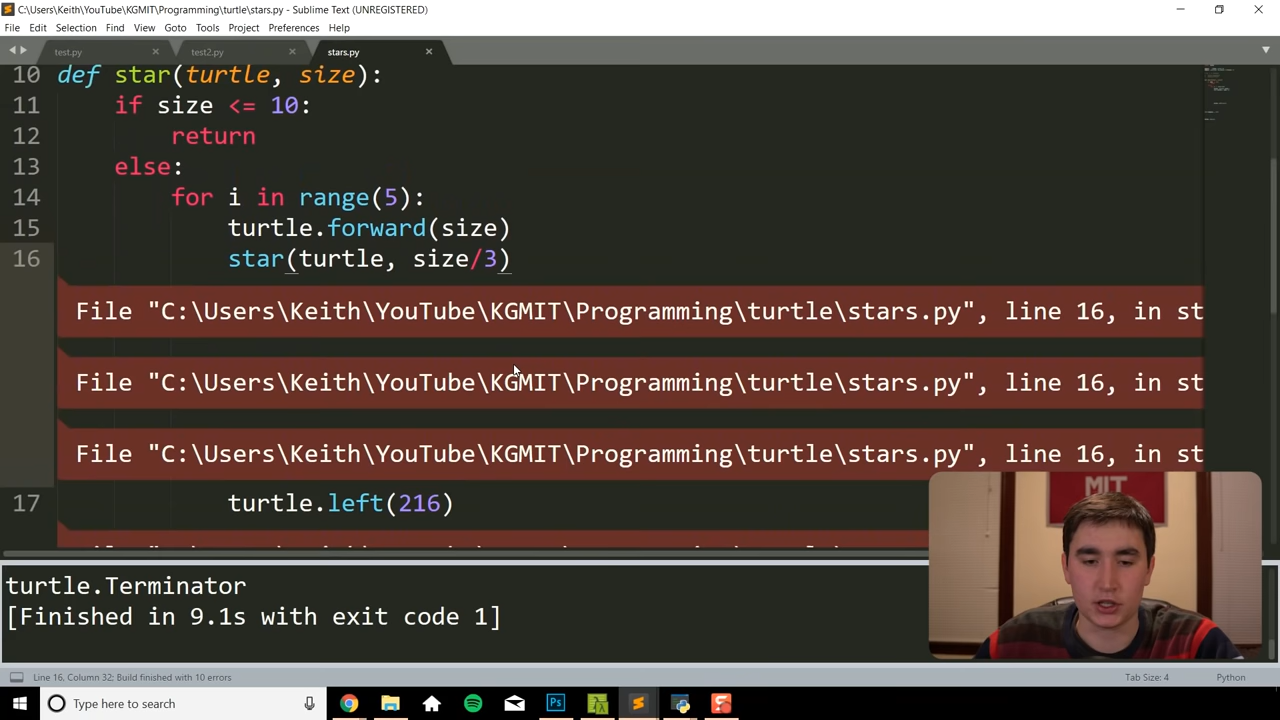 C:\Users\Keith\YouTube\KGMIT\Programming\turtle\stars.py - Sublime Text (UNREGISTERED)
File Edit Selection Find View Goto Tools Project Preferences Help
test.py test2.py stars.py
10 def star(turtle, size):
11 if size <= 10:
12 return
13 else:
14 for i in range(5):
15 turtle.forward(size)
16 star(turtle, size/3)
File "C:\Users\Keith\YouTube\KGMIT\Programming\turtle\stars.py", line 16, in st
File "C:\Users\Keith\YouTube\KGMIT\Programming\turtle\stars.py", line 16, in st
File "C:\Users\Keith\YouTube\KGMIT\Programming\turtle\stars.py", line 16, in st
17 turtle.left(216)
MIT
turtle.Terminator
[Finished in 9.1s with exit code 1]
Line 16, Column 32; Build finished with 10 errors Tab Size: 4 Python
Type here to search
Ps